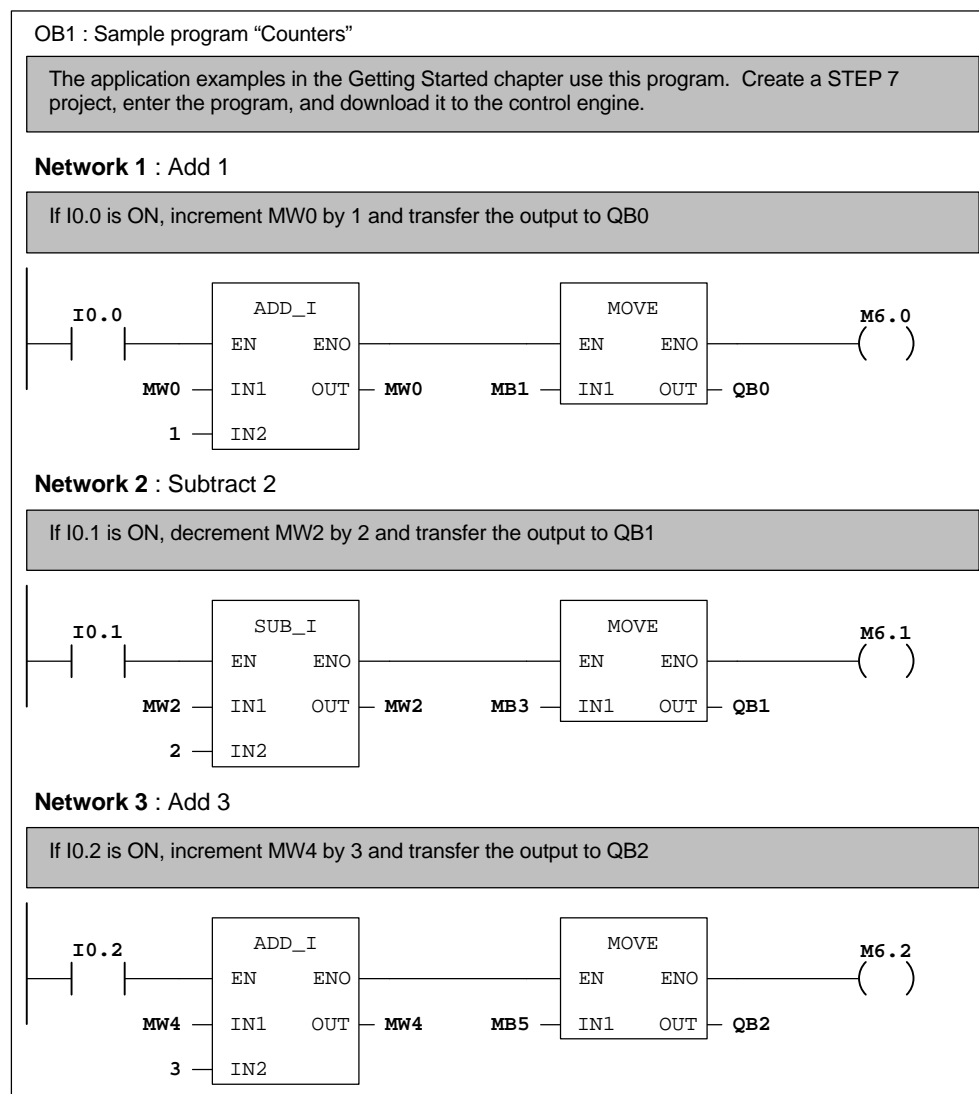 OB1 : Sample program “Counters”
The application examples in the Getting Started chapter use this program.  Create a STEP 7
project, enter the program, and download it to the control engine.
Network 1 : Add 1
If I0.0 is ON, increment MW0 by 1 and transfer the output to QB0
I0.0 ADD_I MOVE M6.0
EN ENO EN ENO
MW0 IN1 OUT MW0 MB1 IN1 OUT QB0
1 IN2
Network 2 : Subtract 2
If I0.1 is ON, decrement MW2 by 2 and transfer the output to QB1
I0.1 SUB_I MOVE M6.1
EN ENO EN ENO
MW2 IN1 OUT MW2 MB3 IN1 OUT QB1
2 IN2
Network 3 : Add 3
If I0.2 is ON, increment MW4 by 3 and transfer the output to QB2
I0.2 ADD_I MOVE M6.2
EN ENO EN ENO
MW4 IN1 OUT MW4 MB5 IN1 OUT QB2
3 IN2